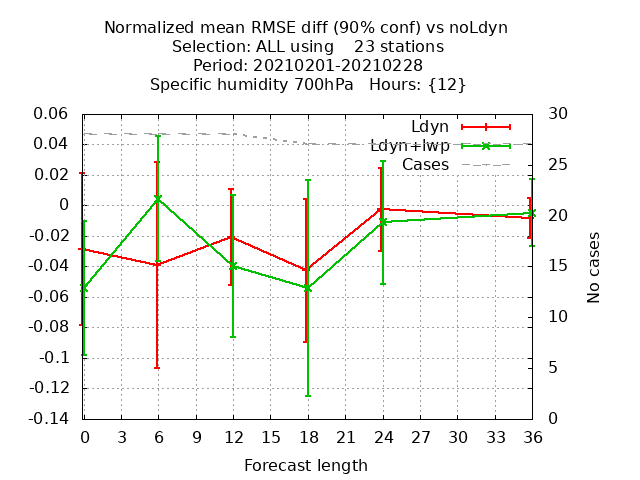 Normalized mean RMSE diff (90% conf) vs noLdyn
Selection: ALL using    23 stations
Period: 20210201-20210228
Specific humidity 700hPa   Hours: {12}
0.06
0.04
0.02
0
-0.02
-0.04
-0.06
-0.08
-0.1
-0.12
-0.14
Ldyn
Ldyn+lwp
Cases
30
25
20
15
10
5
0
No cases
0 3 6 9 12 15 18 21 24 27 30 33 36
Forecast length